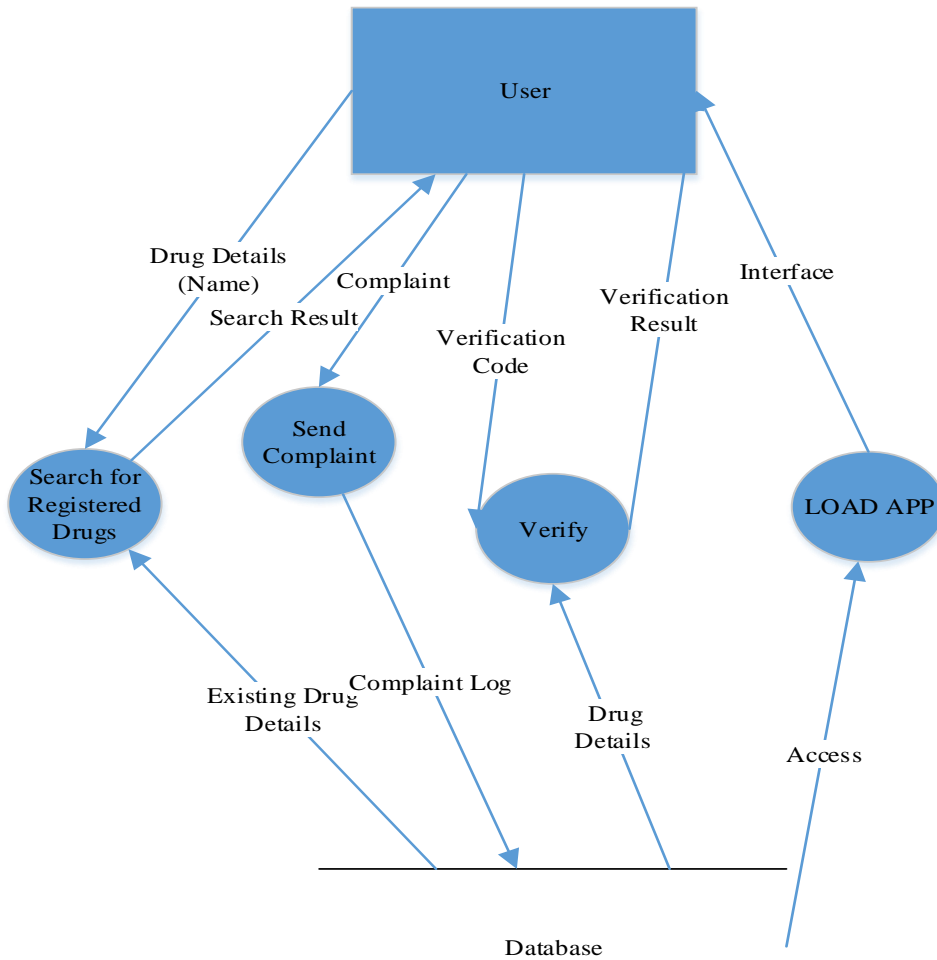 User
Drug Details
(Name)
Search Result
Complaint
Verification
Code
Verification
Result
Interface
Send
Complaint
Search for
Registered
Drugs
Verify
LOAD APP
Existing Drug
Details
Complaint Log
Drug
Details
Access
Database